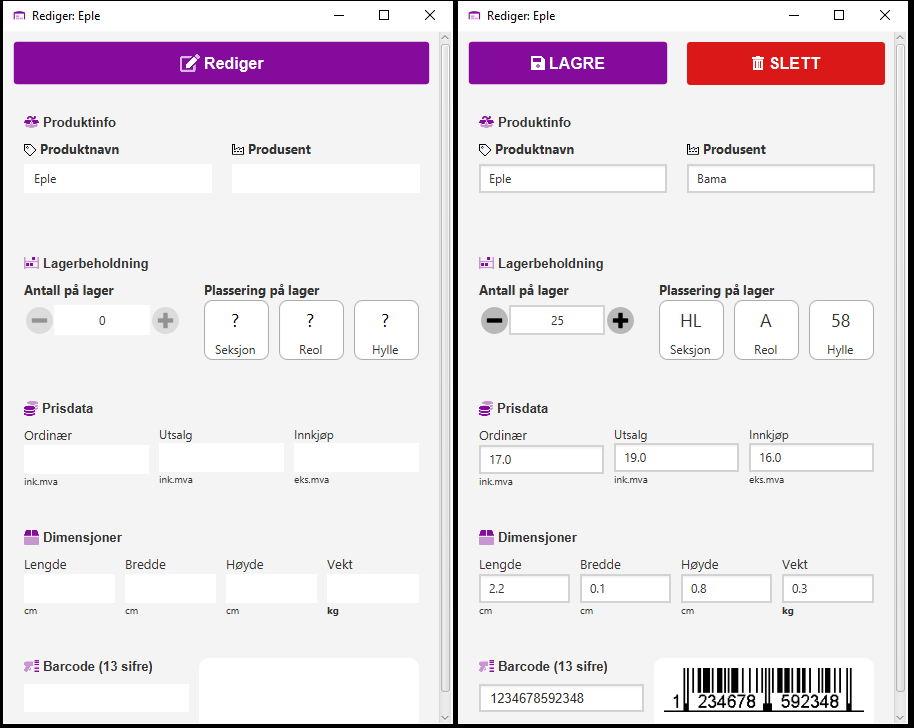 Rediger: Eple
Rediger
Produktinfo
Produktnavn Produsent
Eple
Lagerbeholdning
Antall på lager Plassering på lager
0 ? ? ?
Seksjon Reol Hylle
Prisdata
Ordinær Utsalg Innkjøp
ink.mva ink.mva eks.mva
Dimensjoner
Lengde Bredde Høyde Vekt
cm cm cm kg
Barcode (13 sifre)
Rediger: Eple
LAGRE SLETT
Produktinfo
Produktnavn Produsent
Eple Bama
Lagerbeholdning
Antall på lager Plassering på lager
25 HL A 58
Seksjon Reol Hylle
Prisdata
Ordinær Utsalg Innkjøp
17.0 19.0 16.0
ink.mva ink.mva eks.mva
Dimensjoner
Lengde Bredde Høyde Vekt
2.2 0.1 0.8 0.3
cm cm cm kg
Barcode (13 sifre)
1234678592348 1 234678 592348